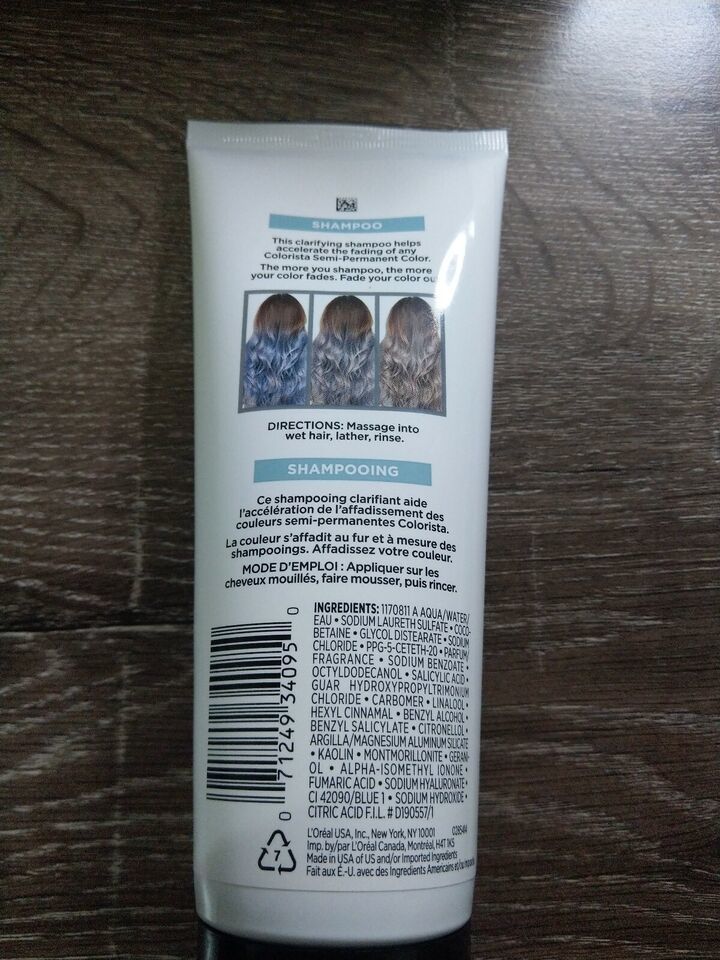 SHAMPOO
This clarifying shampoo helps
accelerate the fading of any
Colorista Semi-Permanent Color.
The more you shampoo, the more
your color fades. Fade your color
DIRECTIONS: Massage into
wet hair, lather, rinse.
SHAMPOOING
Ce shampooing clarifiant aide
l'accélération de l'affadissement des
couleurs semi-permanentes Colorista.
La couleur s'affadit au fur et à mesure des
shampooings. Affadissez votre couleur.
MODE D'EMPLOI : Appliquer sur les
cheveux mouillés, faire mousser, puis rincer.
INGREDIENTS: 1170811 A AQUA/WATER/
EAU • SODIUM LAURETH SULFATE • COCO-
BETAINE • GLYCOL DISTEARATE • SODIUM
CHLORIDE • PPG-5-CETETH-20 • PARFUM/
FRAGRANCE • SODIUM BENZOATE •
OCTYLDODECANOL • SALICYLIC ACID •
GUAR HYDROXYPROPYLTRIMONIUM
CHLORIDE • CARBOMER • LINALOOL •
HEXYL CINNAMAL • BENZYL ALCOHOL •
BENZYL SALICYLATE • CITRONELLOL •
ARGILLA/MAGNESIUM ALUMINUM SILICATE
• KAOLIN • MONTMORILLONITE • GERANI-
OL • ALPHA-ISOMETHYL IONONE •
FUMARIC ACID • SODIUM HYALURONATE •
CI 42090/BLUE 1 • SODIUM HYDROXIDE •
CITRIC ACID F.I.L. # D190557/1
0 71249 34095 0
7
L'Oréal USA, Inc., New York, NY 10001
Imp. by/par L'Oréal Canada, Montréal, H4T 1K5
Made in USA of US and/or Imported Ingredients
Fait aux É.-U. avec des Ingrédients Américains et/ou